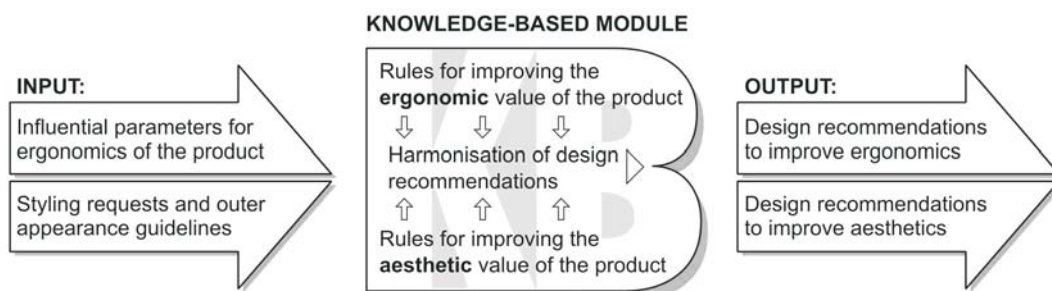 KNOWLEDGE-BASED MODULE
INPUT:
Influential parameters for
ergonomics of the product
Styling requests and outer
appearance guidelines
Rules for improving the
ergonomic value of the product
Harmonisation of design
recommendations
Rules for improving the
aesthetic value of the product
KB
OUTPUT:
Design recommendations
to improve ergonomics
Design recommendations
to improve aesthetics